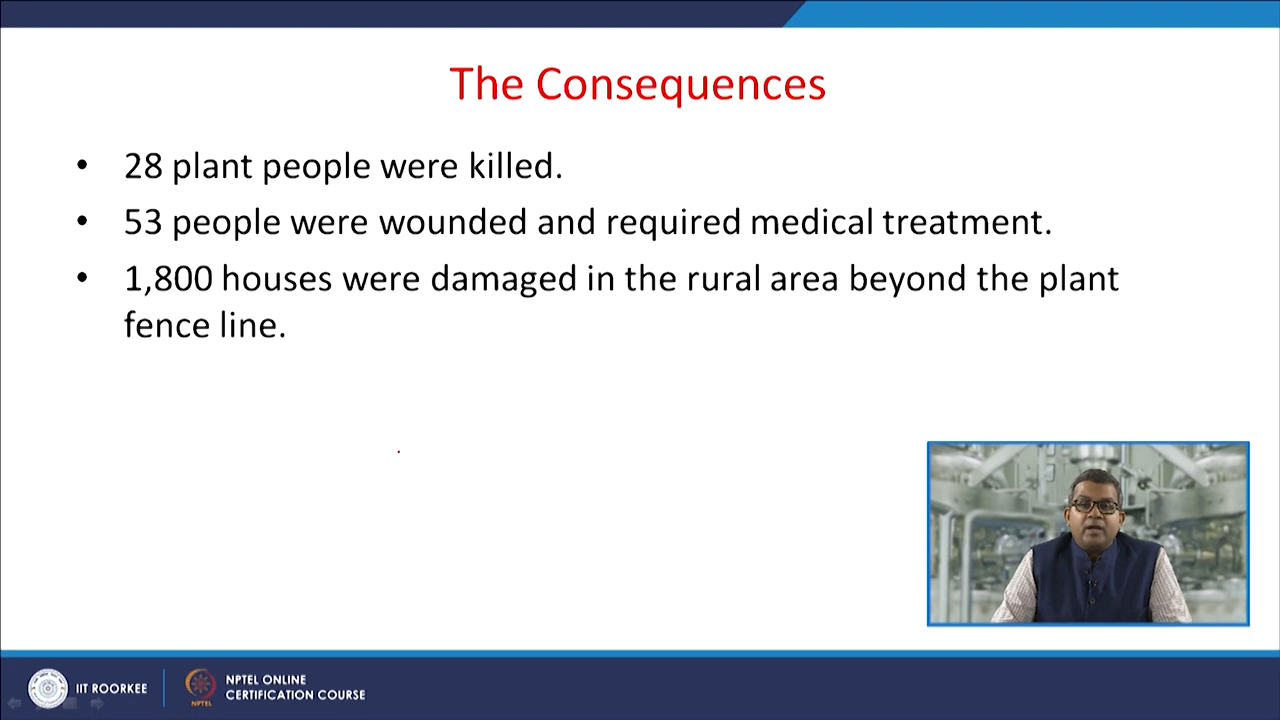 The Consequences
• 28 plant people were killed.
• 53 people were wounded and required medical treatment.
• 1,800 houses were damaged in the rural area beyond the plant
fence line.
IIT ROORKEE
NPTEL
NPTEL ONLINE
CERTIFICATION COURSE